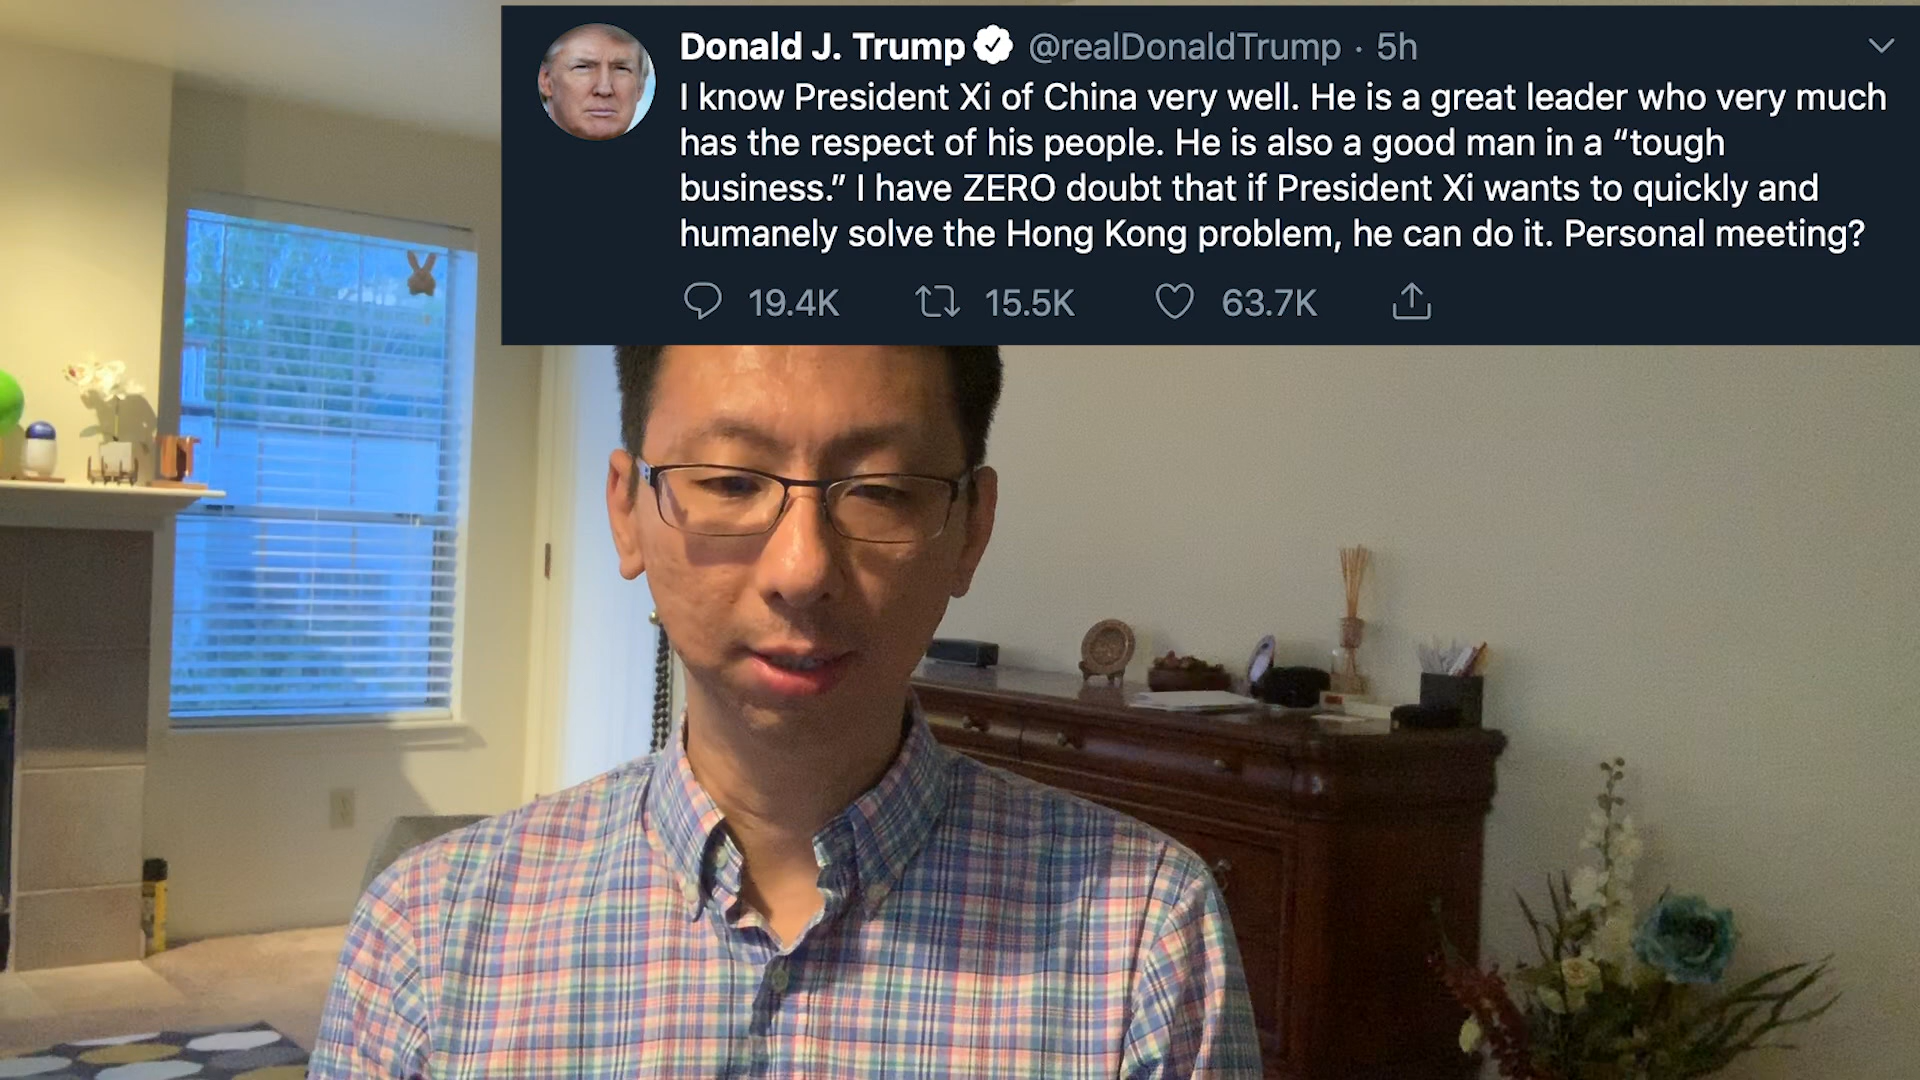 Donald J. Trump @realDonaldTrump · 5h
I know President Xi of China very well. He is a great leader who very much
has the respect of his people. He is also a good man in a “tough
business.” I have ZERO doubt that if President Xi wants to quickly and
humanely solve the Hong Kong problem, he can do it. Personal meeting?
19.4K 15.5K 63.7K